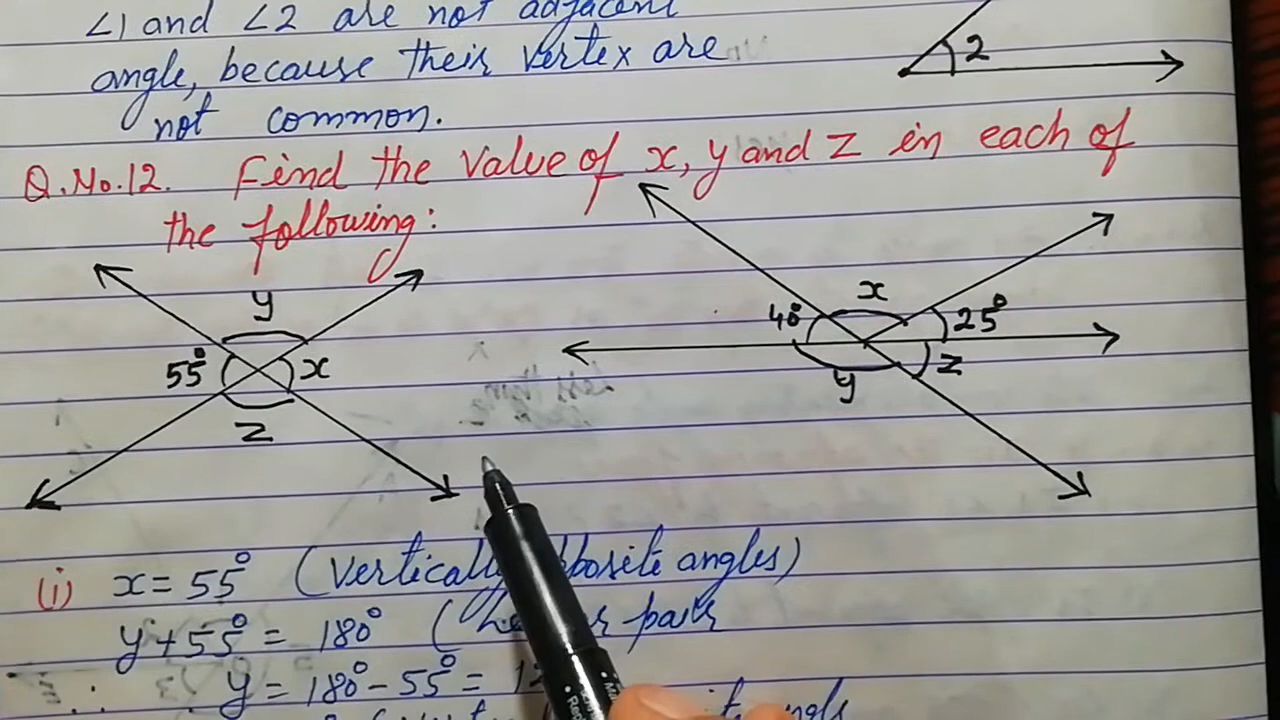 ∠1 and ∠2 are not adjacent
angle, because their vertex are
not common.
2
Q.No.12. Find the value of x, y and z in each of
the following:
y
55° x
z
x
40° 25°
y z
(i) x = 55° (Vertically angles)
y + 55° = 180° ( pairs
∴ y = 180° - 55° =